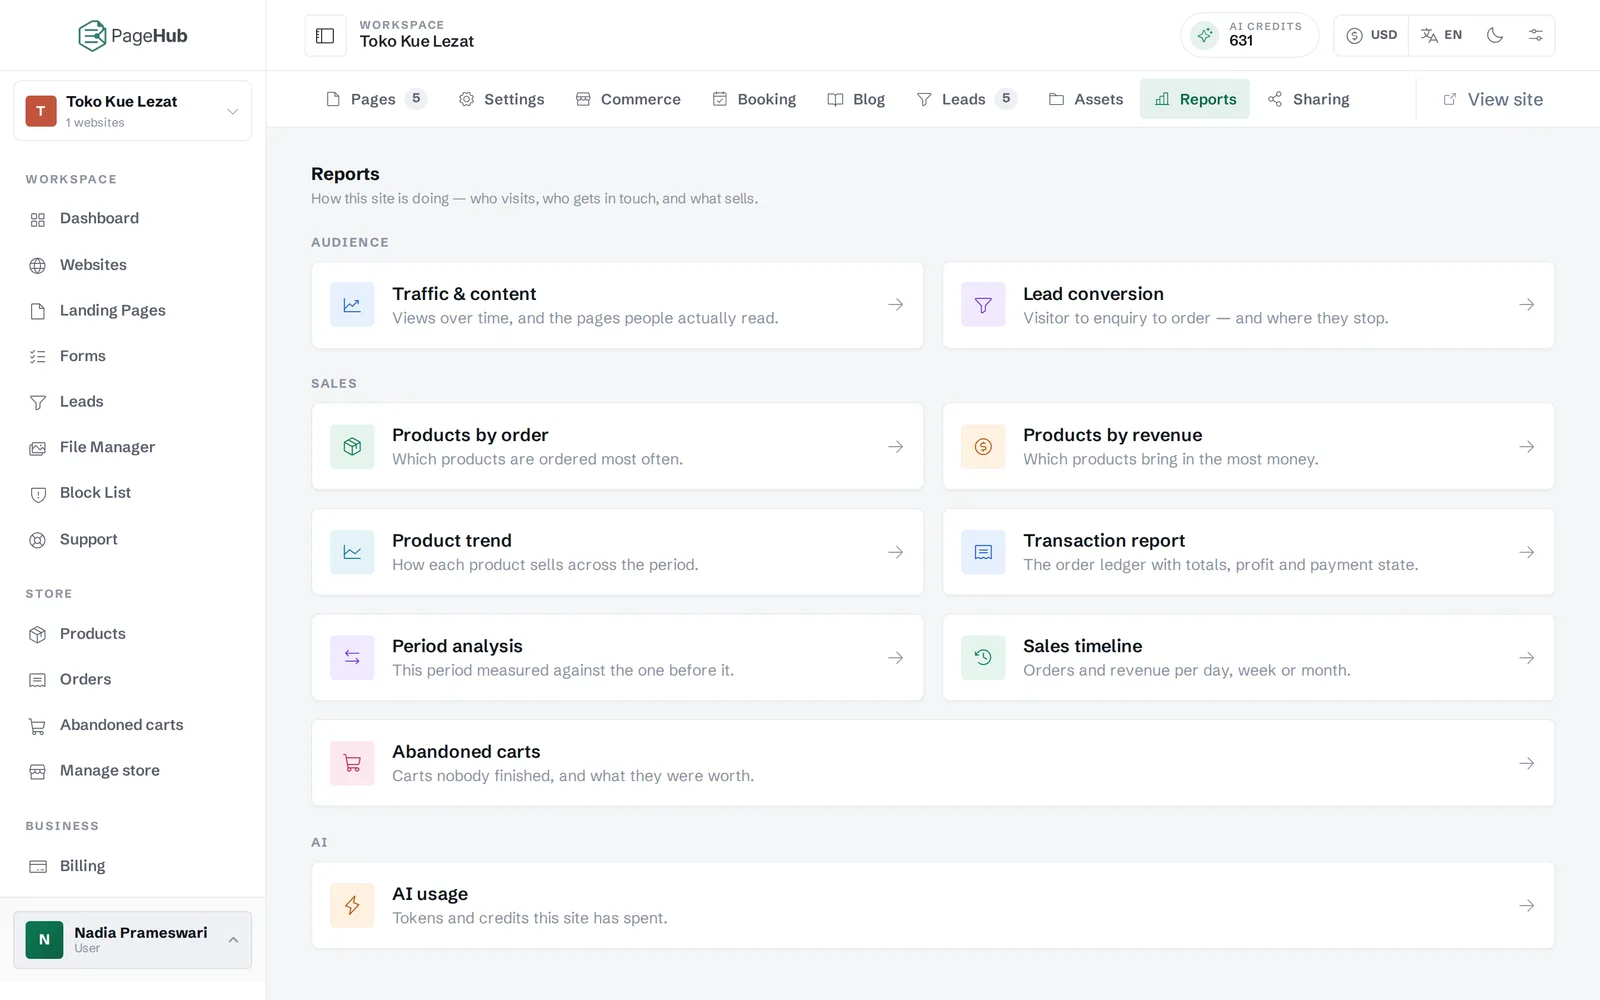 PageHub
WORKSPACE
Toko Kue Lezat
AI CREDITS
631
USD
EN
T
Toko Kue Lezat
1 websites
Pages 5
Settings
Commerce
Booking
Blog
Leads 5
Assets
Reports
Sharing
View site
WORKSPACE
Dashboard
Websites
Landing Pages
Forms
Leads
File Manager
Block List
Support
STORE
Products
Orders
Abandoned carts
Manage store
BUSINESS
Billing
N
Nadia Prameswari
User
Reports
How this site is doing — who visits, who gets in touch, and what sells.
AUDIENCE
Traffic & content
Views over time, and the pages people actually read.
Lead conversion
Visitor to enquiry to order — and where they stop.
SALES
Products by order
Which products are ordered most often.
Products by revenue
Which products bring in the most money.
Product trend
How each product sells across the period.
Transaction report
The order ledger with totals, profit and payment state.
Period analysis
This period measured against the one before it.
Sales timeline
Orders and revenue per day, week or month.
Abandoned carts
Carts nobody finished, and what they were worth.
AI
AI usage
Tokens and credits this site has spent.